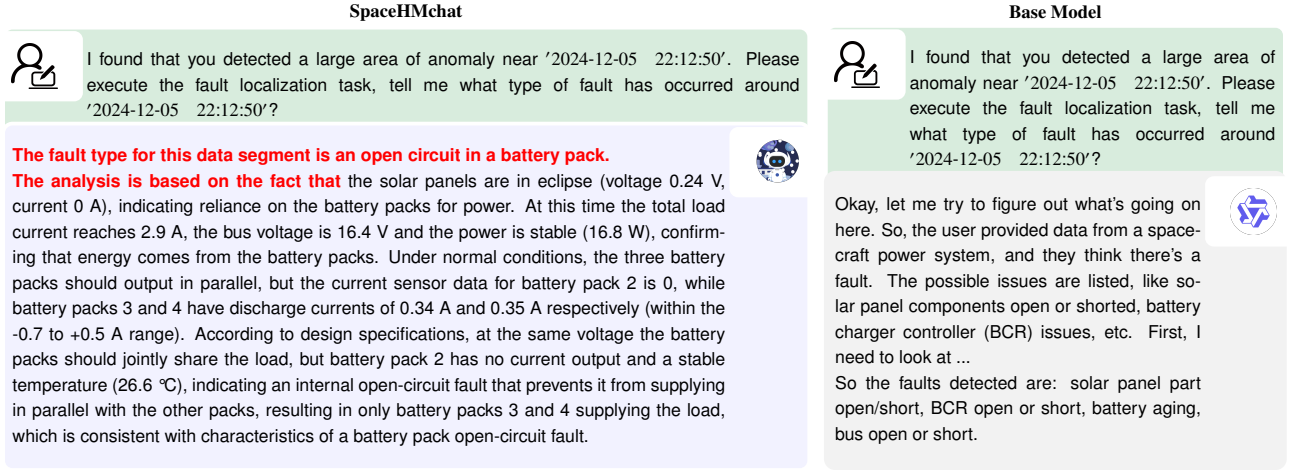 SpaceHMchat
I found that you detected a large area of anomaly near ′2024-12-05 22:12:50′. Please
execute the fault localization task, tell me what type of fault has occurred around
′2024-12-05 22:12:50′?
The fault type for this data segment is an open circuit in a battery pack.
The analysis is based on the fact that the solar panels are in eclipse (voltage 0.24 V,
current 0 A), indicating reliance on the battery packs for power. At this time the total load
current reaches 2.9 A, the bus voltage is 16.4 V and the power is stable (16.8 W), confirm-
ing that energy comes from the battery packs. Under normal conditions, the three battery
packs should output in parallel, but the current sensor data for battery pack 2 is 0, while
battery packs 3 and 4 have discharge currents of 0.34 A and 0.35 A respectively (within the
-0.7 to +0.5 A range). According to design specifications, at the same voltage the battery
packs should jointly share the load, but battery pack 2 has no current output and a stable
temperature (26.6 ℃), indicating an internal open-circuit fault that prevents it from supplying
in parallel with the other packs, resulting in only battery packs 3 and 4 supplying the load,
which is consistent with characteristics of a battery pack open-circuit fault.
Base Model
I found that you detected a large area of
anomaly near ′2024-12-05 22:12:50′. Please
execute the fault localization task, tell me
what type of fault has occurred around
′2024-12-05 22:12:50′?
Okay, let me try to figure out what's going on
here. So, the user provided data from a space-
craft power system, and they think there's a
fault. The possible issues are listed, like so-
lar panel components open or shorted, battery
charger controller (BCR) issues, etc. First, I
need to look at ...
So the faults detected are: solar panel part
open/short, BCR open or short, battery aging,
bus open or short.